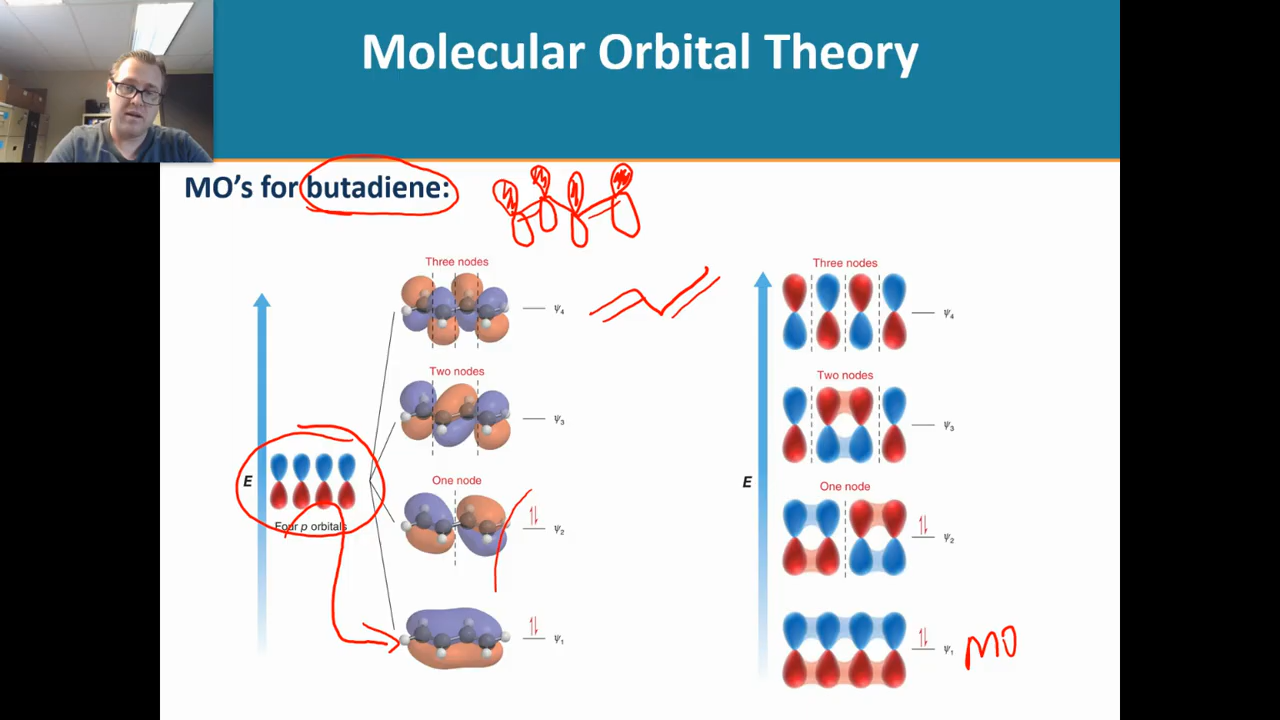 Molecular Orbital Theory
MO's for butadiene:
Three nodes
ψ4
Two nodes
ψ3
E
Four p orbitals
One node
ψ2
ψ1
Three nodes
ψ4
Two nodes
ψ3
E
One node
ψ2
ψ1
MO